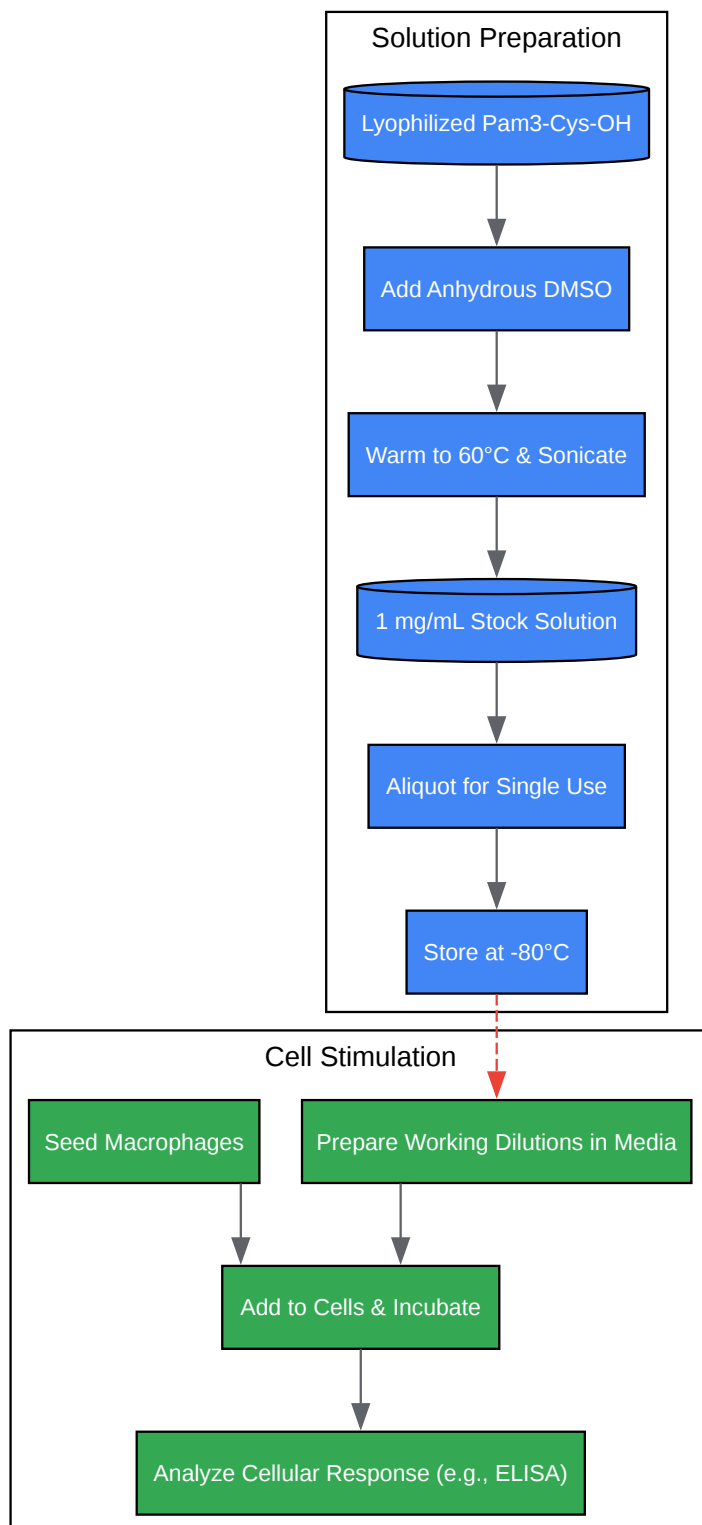 Solution Preparation
Lyophilized Pam3-Cys-OH
Add Anhydrous DMSO
Warm to 60°C & Sonicate
1 mg/mL Stock Solution
Aliquot for Single Use
Store at -80°C
Cell Stimulation
Seed Macrophages
Prepare Working Dilutions in Media
Add to Cells & Incubate
Analyze Cellular Response (e.g., ELISA)